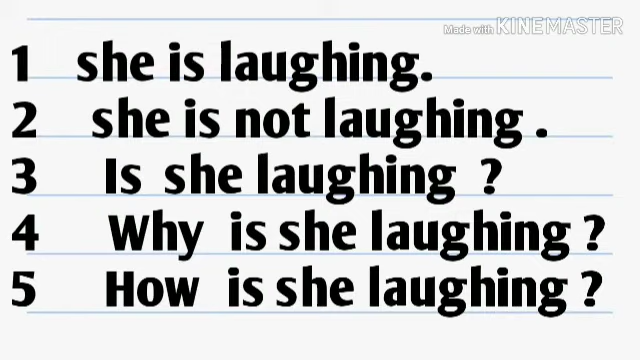 Made with KINEMASTER
1 she is laughing.
2 she is not laughing .
3 Is she laughing ?
4 Why is she laughing ?
5 How is she laughing ?